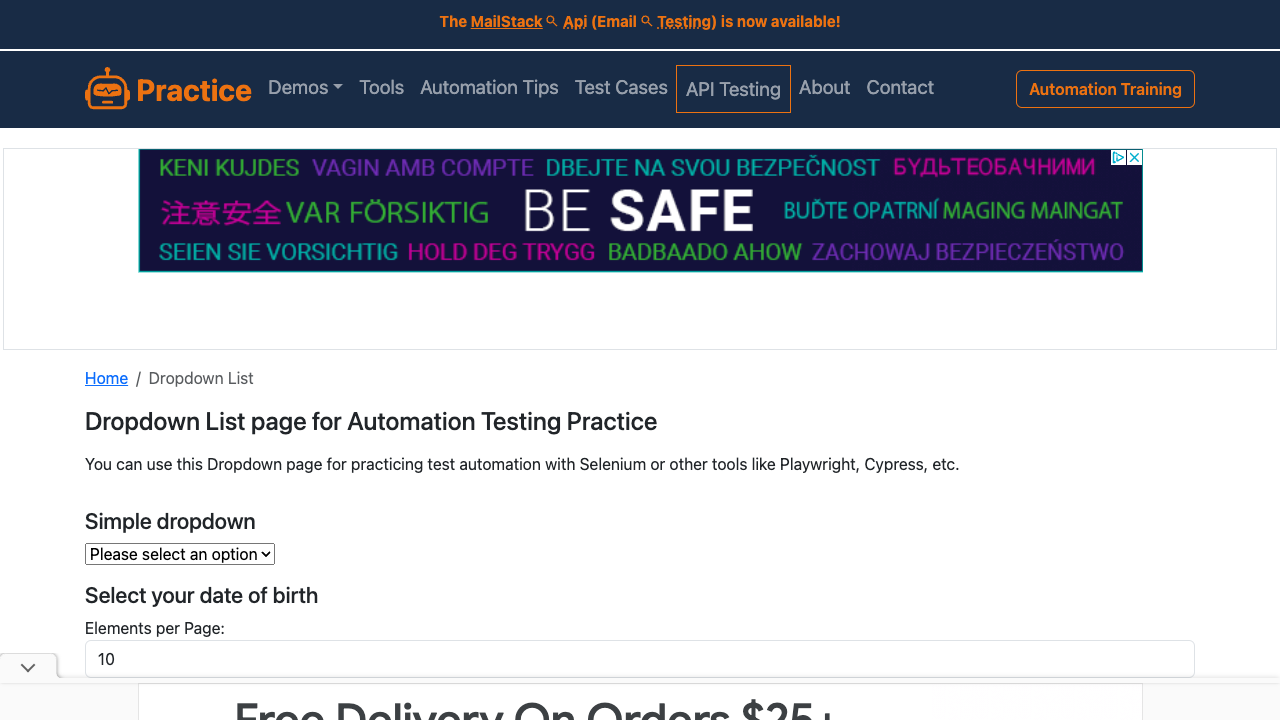 The MailStack Api (Email Testing) is now available!
Practice Demos Tools Automation Tips Test Cases API Testing About Contact Automation Training
KENI KUJDES VAGIN AMB COMPTE DBEJTE NA SVOU BEZPEČNOST БУДЬТЕОБАЧНИМИ
注意安全 VAR FÖRSIKTIG BE SAFE BUĎTE OPATRNÍ MAGING MAINGAT
SEIEN SIE VORSICHTIG HOLD DEG TRYGG BADBAADO AHOW ZACHOWAJ BEZPIECZEŃSTWO
Home / Dropdown List
Dropdown List page for Automation Testing Practice
You can use this Dropdown page for practicing test automation with Selenium or other tools like Playwright, Cypress, etc.
Simple dropdown
Please select an option
Select your date of birth
Elements per Page:
10
Free Delivery On Orders $25+